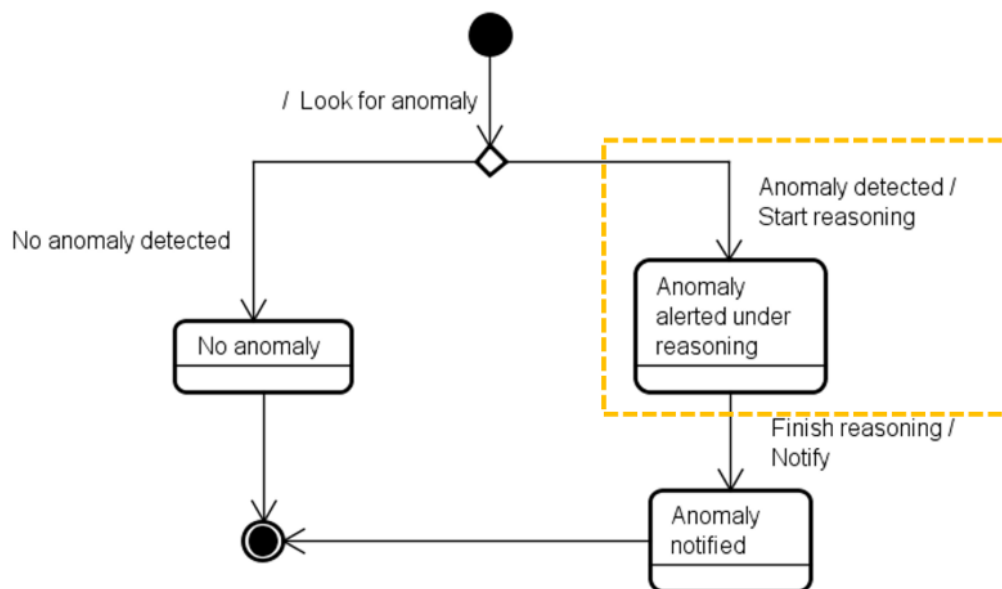 / Look for anomaly
Anomaly detected /
Start reasoning
No anomaly detected
Anomaly
alerted under
reasoning
No anomaly
Finish reasoning /
Notify
Anomaly
notified